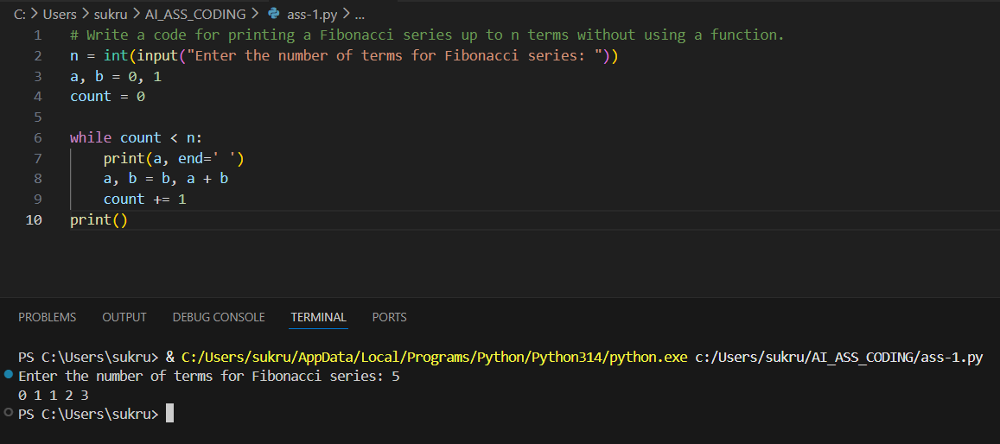 C: > Users > sukru > AI_ASS_CODING > ass-1.py > ...
1 # Write a code for printing a Fibonacci series up to n terms without using a function.
2 n = int(input("Enter the number of terms for Fibonacci series: "))
3 a, b = 0, 1
4 count = 0
5
6 while count < n:
7     print(a, end=' ')
8     a, b = b, a + b
9     count += 1
10 print()
PROBLEMS OUTPUT DEBUG CONSOLE TERMINAL PORTS
PS C:\Users\sukru> & C:/Users/sukru/AppData/Local/Programs/Python/Python314/python.exe c:/Users/sukru/AI_ASS_CODING/ass-1.py
Enter the number of terms for Fibonacci series: 5
0 1 1 2 3
PS C:\Users\sukru>